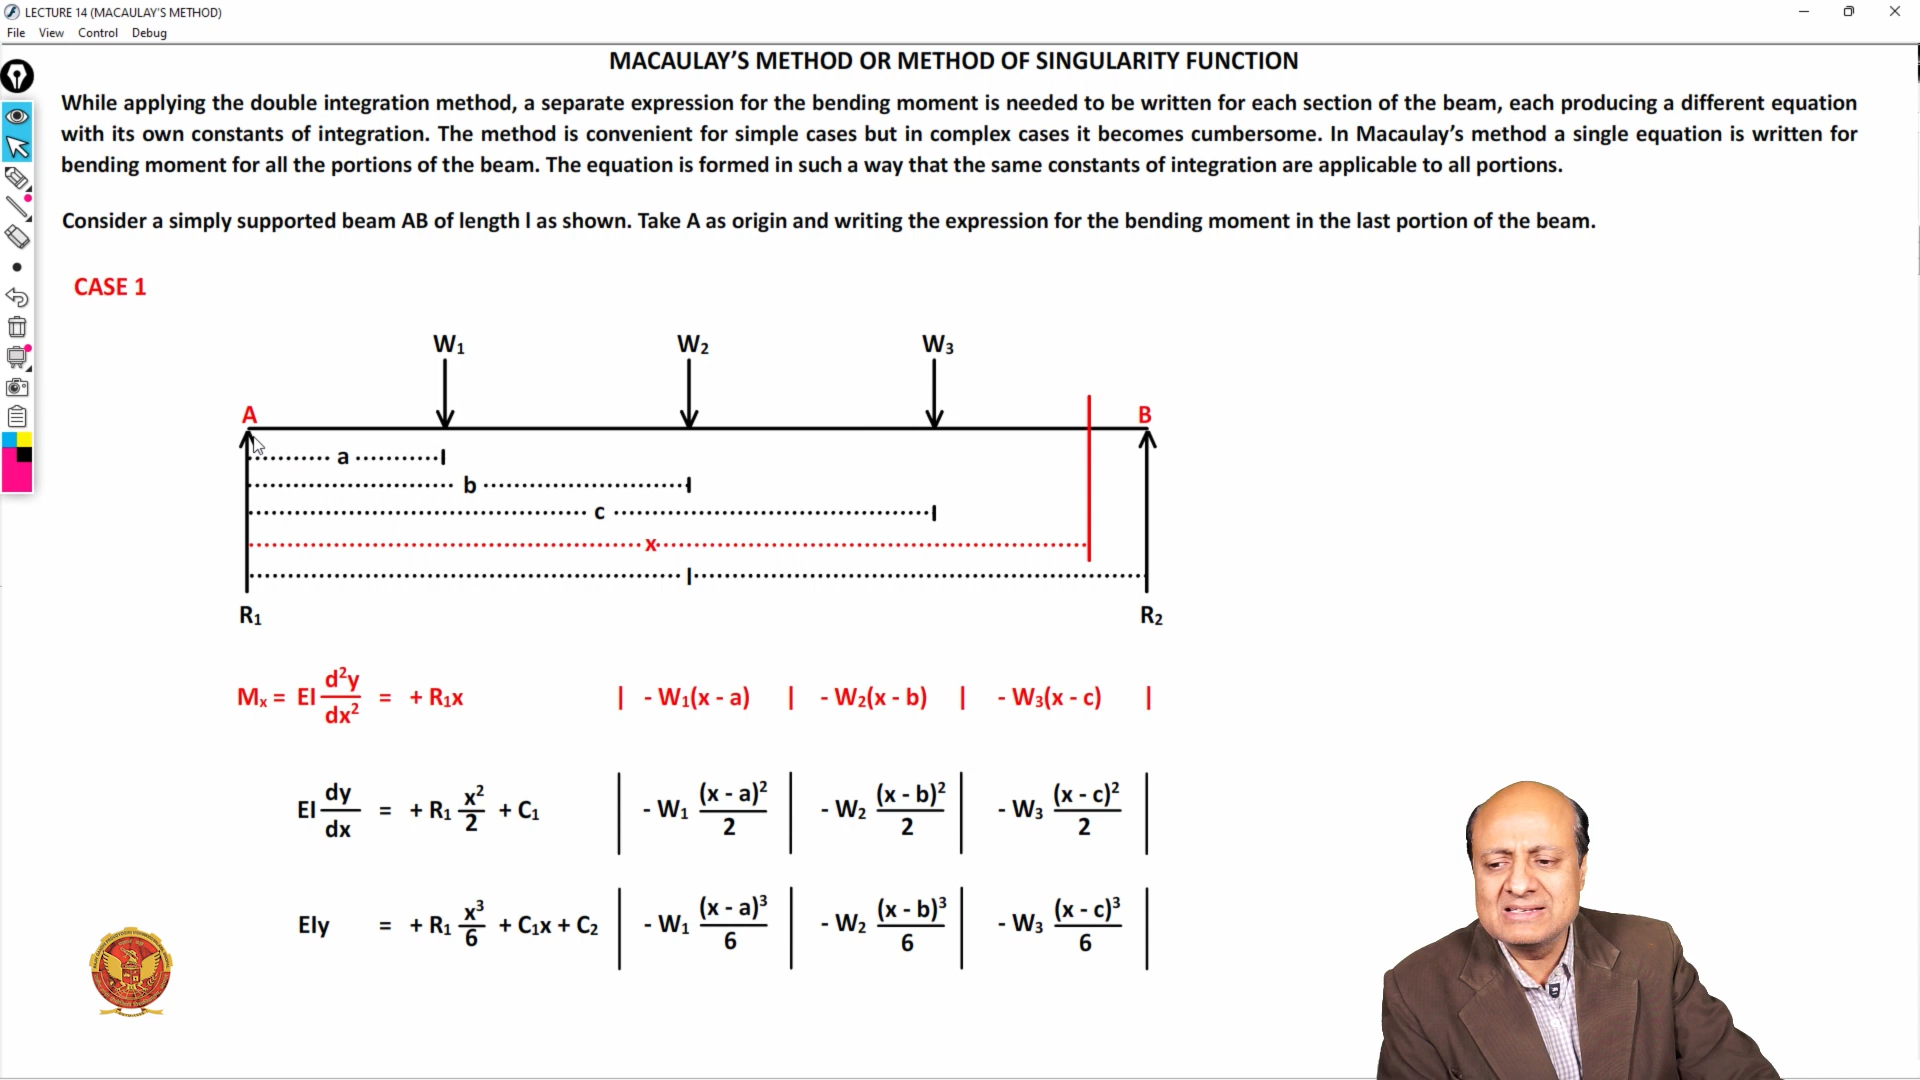 LECTURE 14 (MACAULAY'S METHOD)
File View Control Debug
MACAULAY’S METHOD OR METHOD OF SINGULARITY FUNCTION
While applying the double integration method, a separate expression for the bending moment is needed to be written for each section of the beam, each producing a different equation
with its own constants of integration. The method is convenient for simple cases but in complex cases it becomes cumbersome. In Macaulay’s method a single equation is written for
bending moment for all the portions of the beam. The equation is formed in such a way that the same constants of integration are applicable to all portions.
Consider a simply supported beam AB of length l as shown. Take A as origin and writing the expression for the bending moment in the last portion of the beam.
CASE 1
W₁ W₂ W₃
A B
a
b
c
x
l
R₁ R₂
Mₓ = EI d²y/dx² = + R₁x | - W₁(x - a) | - W₂(x - b) | - W₃(x - c) |
EI dy/dx = + R₁ x²/2 + C₁ | - W₁ (x - a)²/2 | - W₂ (x - b)²/2 | - W₃ (x - c)²/2 |
EIy = + R₁ x³/6 + C₁x + C₂ | - W₁ (x - a)³/6 | - W₂ (x - b)³/6 | - W₃ (x - c)³/6 |